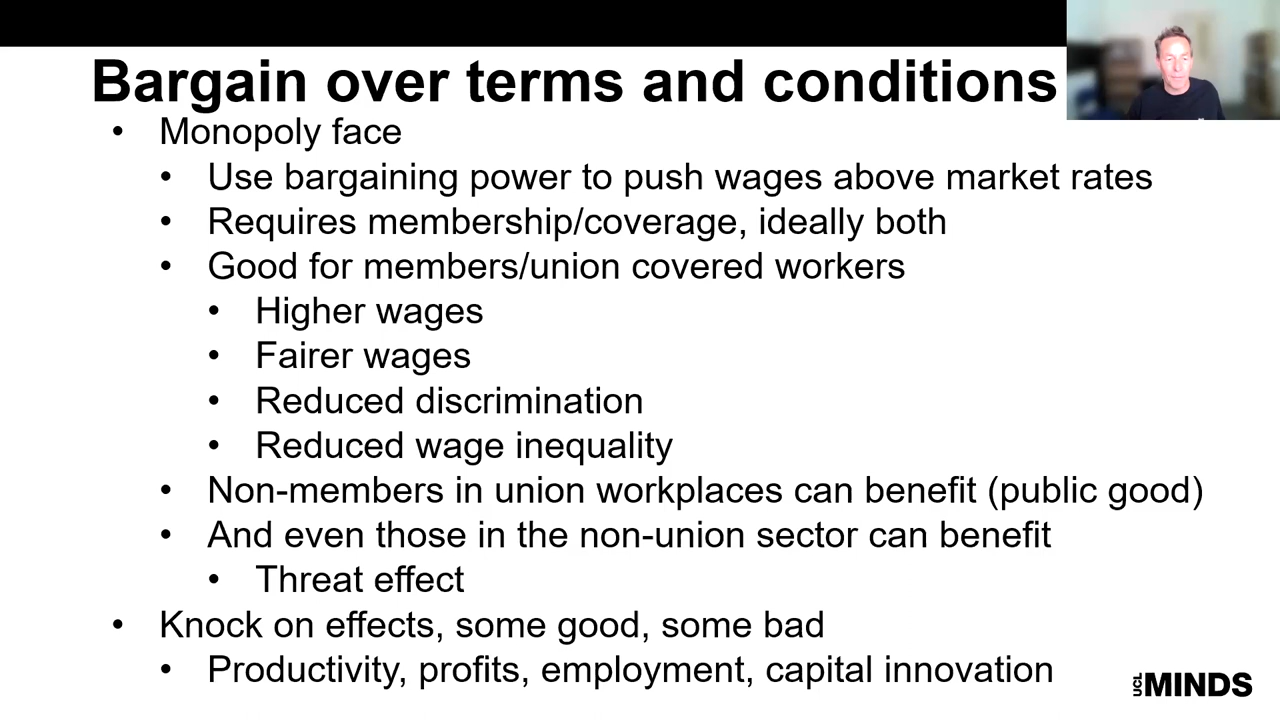 Bargain over terms and conditions
• Monopoly face
• Use bargaining power to push wages above market rates
• Requires membership/coverage, ideally both
• Good for members/union covered workers
• Higher wages
• Fairer wages
• Reduced discrimination
• Reduced wage inequality
• Non-members in union workplaces can benefit (public good)
• And even those in the non-union sector can benefit
• Threat effect
• Knock on effects, some good, some bad
• Productivity, profits, employment, capital innovation
UCL MINDS